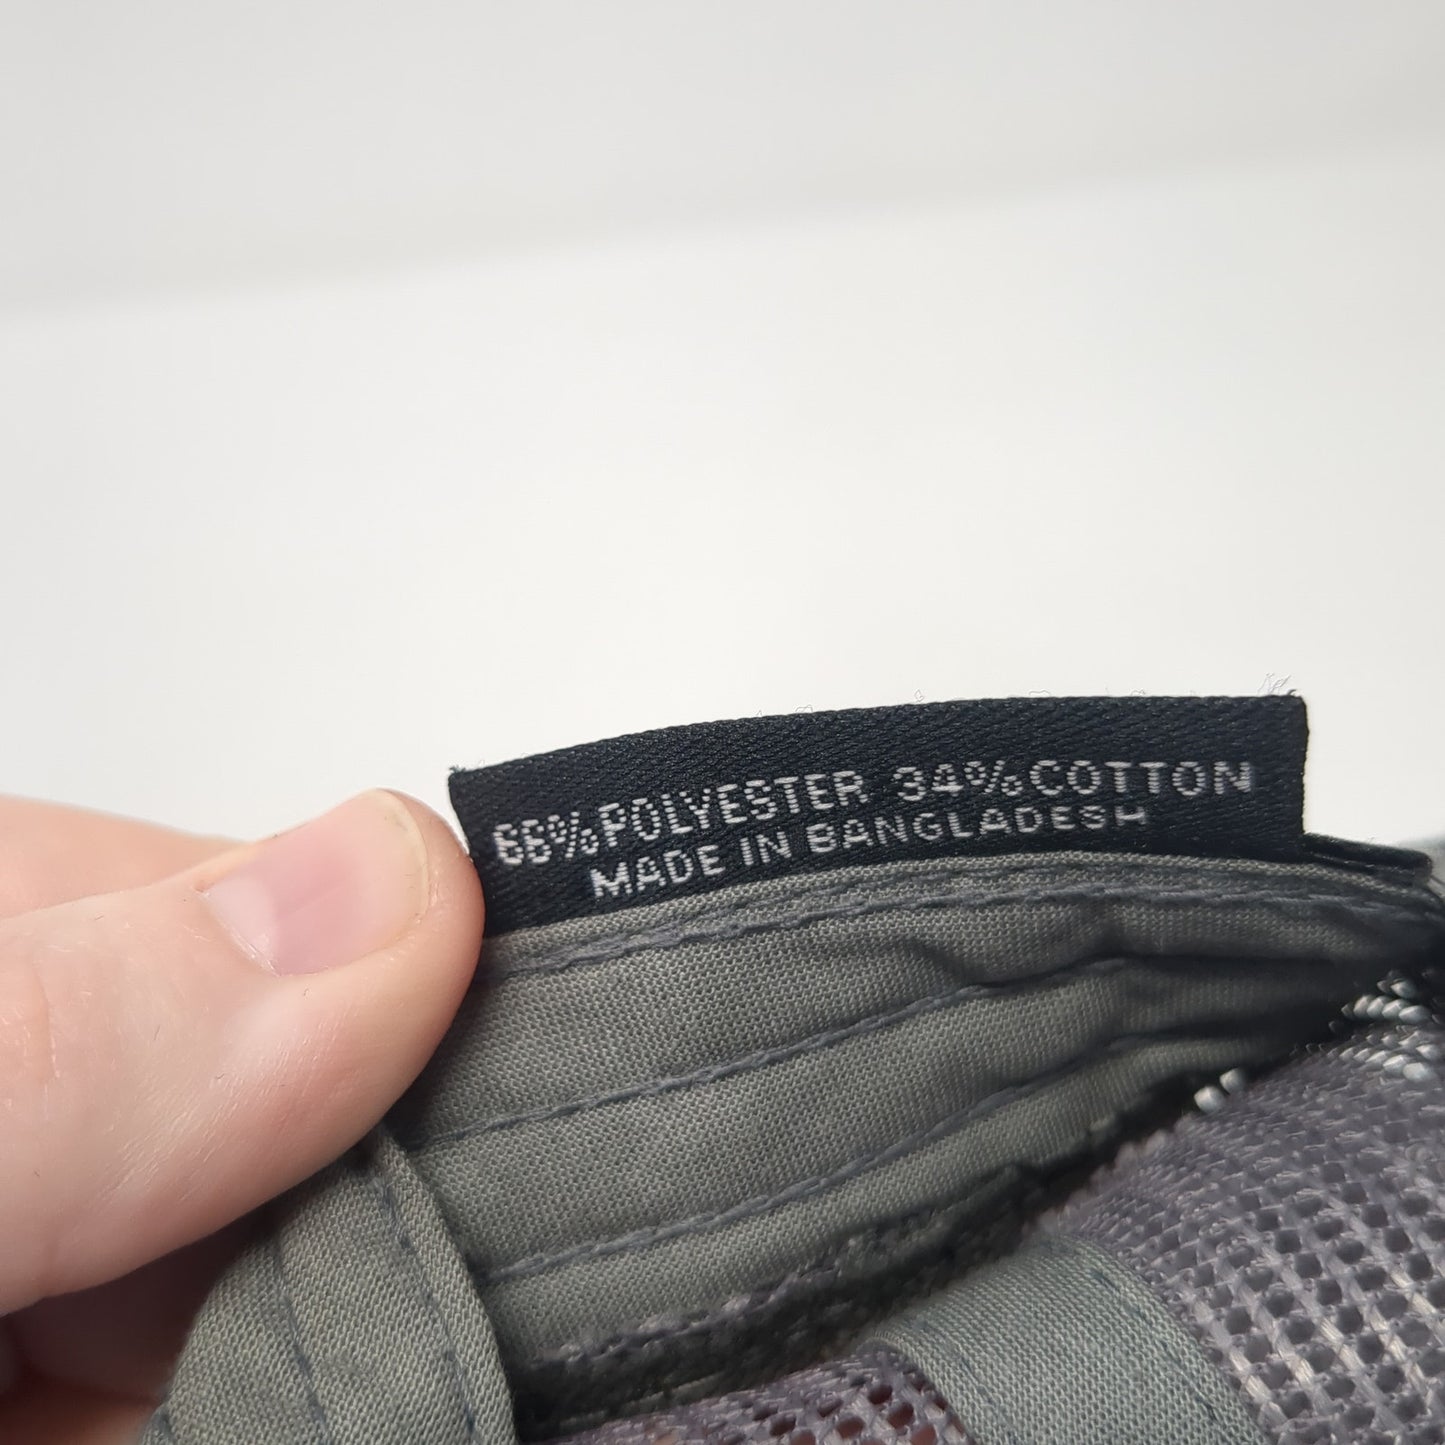 66% POLYESTER 34% COTTON
MADE IN BANGLADESH